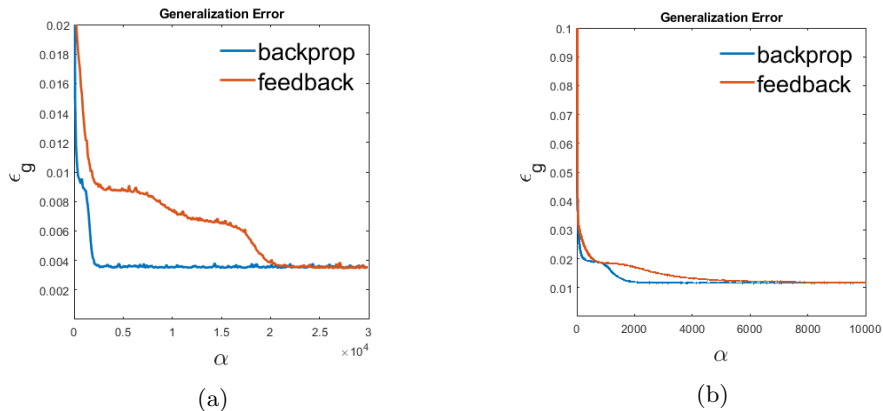 Generalization Error
0.02
0.018
0.016
0.014
0.012
0.01
0.008
0.006
0.004
0.002
ϵg
backprop
feedback
0
0.5
1
1.5
2
2.5
3
×10^4
α
(a)
Generalization Error
0.1
0.09
0.08
0.07
0.06
0.05
0.04
0.03
0.02
0.01
ϵg
backprop
feedback
0
2000
4000
6000
8000
10000
α
(b)